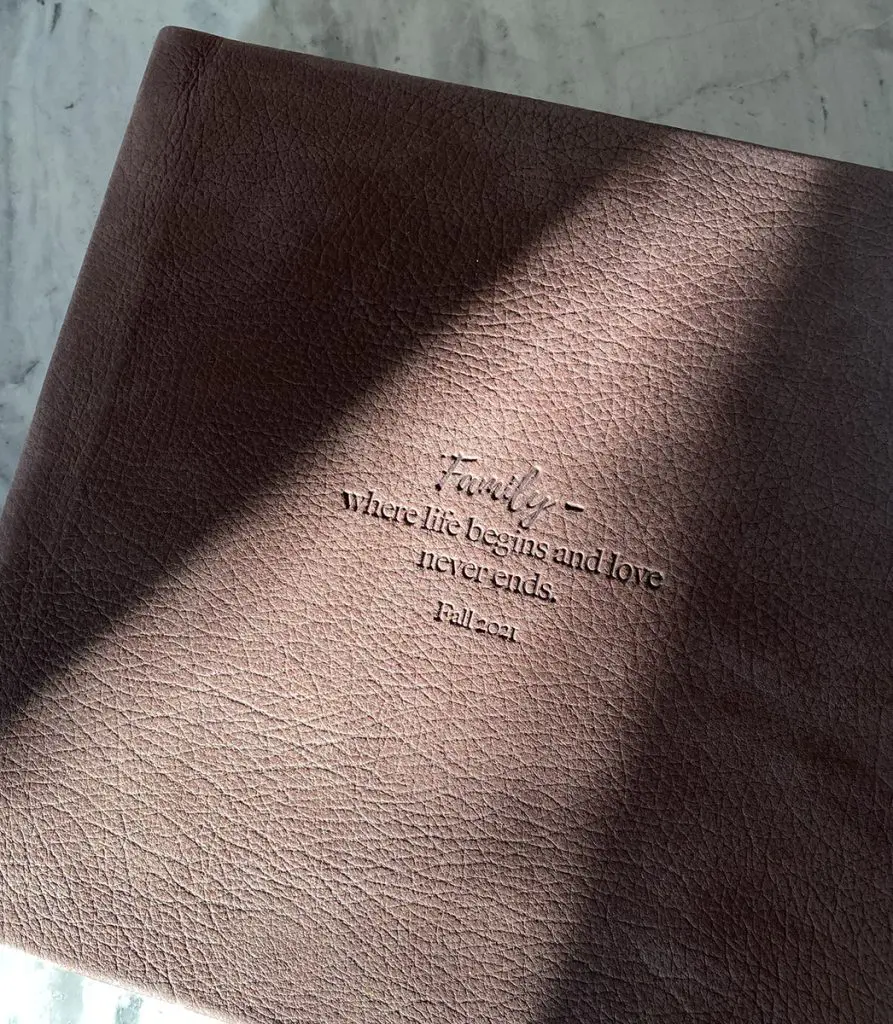 Family –
where life begins and love
never ends.
Fall 2021